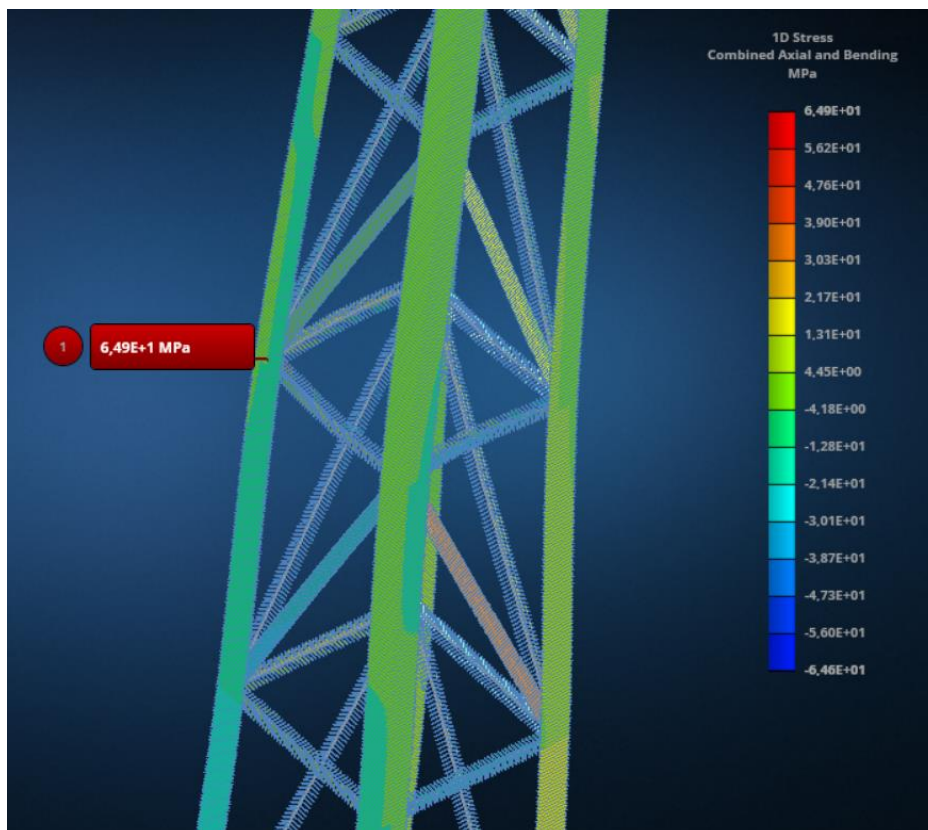 1D Stress
Combined Axial and Bending
MPa
6,49E+01
5,62E+01
4,76E+01
3,90E+01
3,03E+01
2,17E+01
1,31E+01
4,45E+00
-4,18E+00
-1,28E+01
-2,14E+01
-3,01E+01
-3,87E+01
-4,73E+01
-5,60E+01
-6,46E+01
1 6,49E+1 MPa